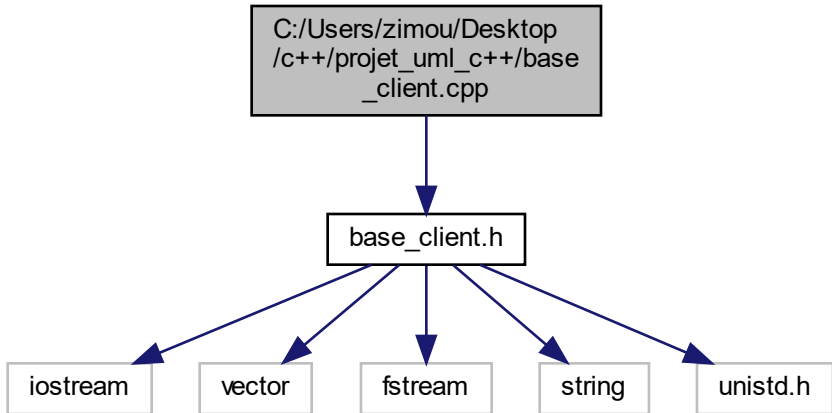 C:/Users/zimou/Desktop
/c++/projet_uml_c++/base
_client.cpp
base_client.h
iostream
vector
fstream
string
unistd.h